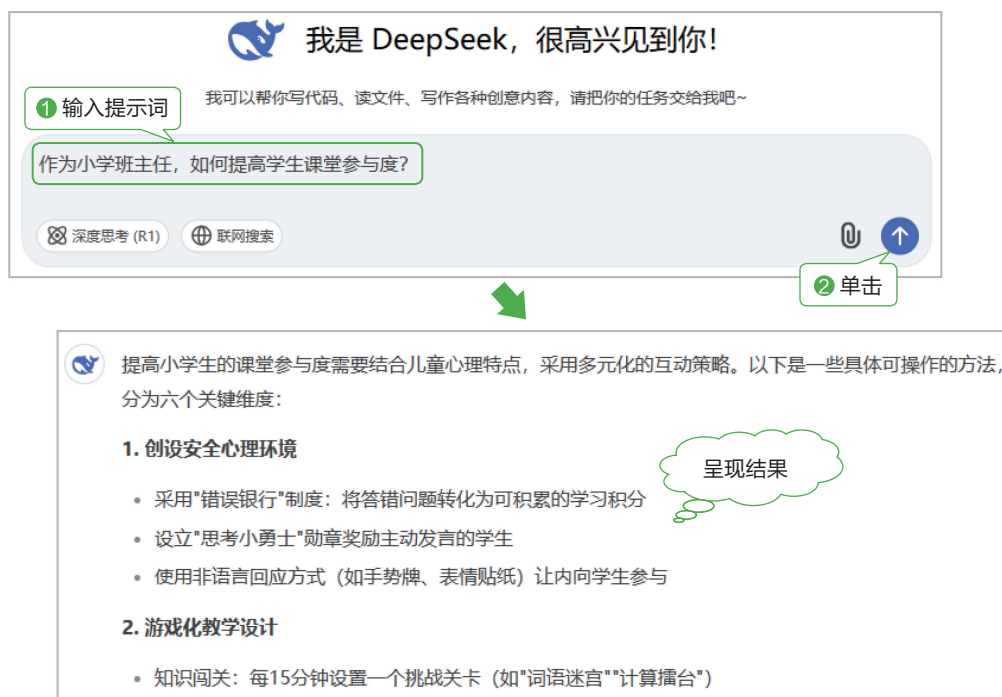 我是 DeepSeek，很高兴见到你！
我可以帮你写代码、读文件、写作各种创意内容，请把你的任务交给我吧~
❶ 输入提示词
作为小学班主任，如何提高学生课堂参与度？
深度思考 (R1) 联网搜索
❷ 单击
提高小学生的课堂参与度需要结合儿童心理特点，采用多元化的互动策略。以下是一些具体可操作的方法，
分为六个关键维度：
1. 创设安全心理环境
呈现结果
• 采用"错误银行"制度：将答错问题转化为可积累的学习积分
• 设立"思考小勇士"勋章奖励主动发言的学生
• 使用非语言回应方式（如手势牌、表情贴纸）让内向学生参与
2. 游戏化教学设计
• 知识闯关：每15分钟设置一个挑战关卡（如"词语迷宫""计算擂台"）